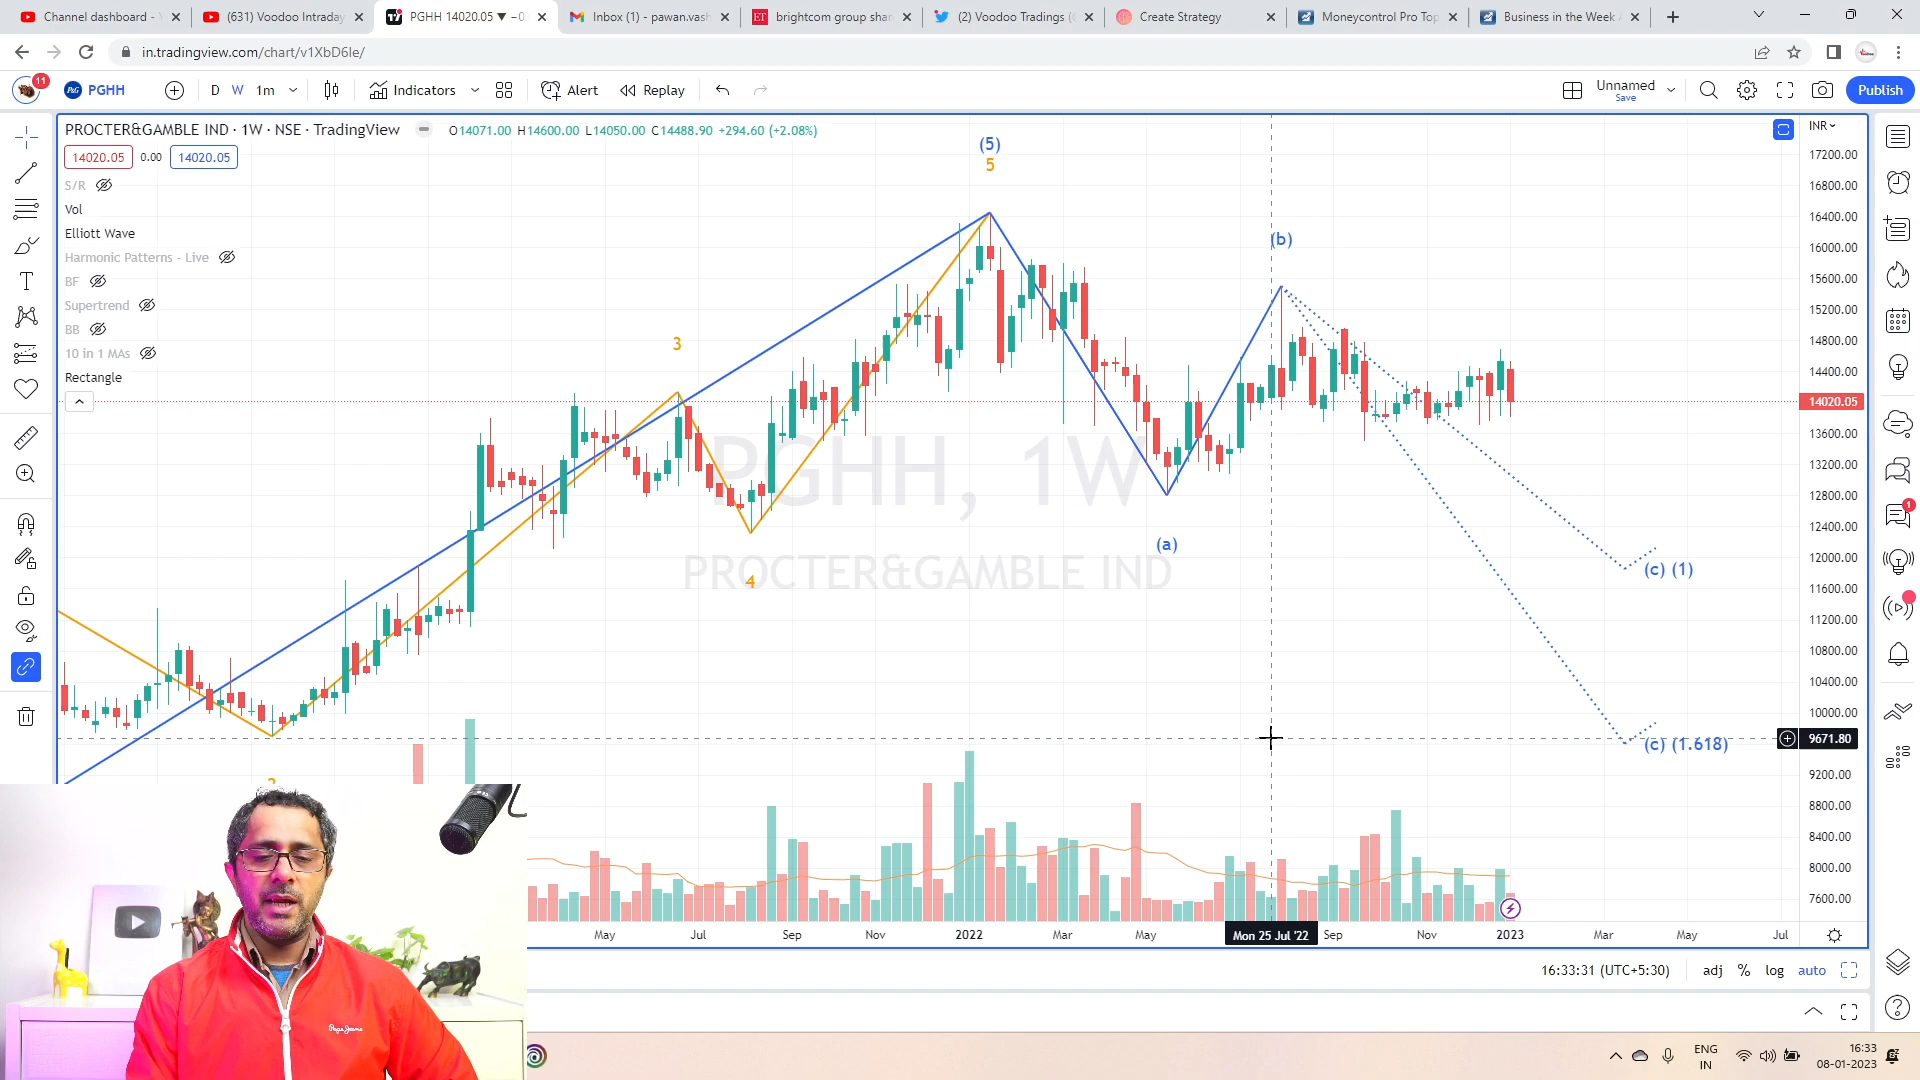 Channel dashboard -
(631) Voodoo Intraday
PGHH 14020.05 ▼ −0
Inbox (1) - pawan.vash
ET
brightcom group shar
(2) Voodoo Tradings (
Create Strategy
Moneycontrol Pro Top
Business in the Week
in.tradingview.com/chart/v1XbD6Ie/
11
P&G
PGHH
D
W
1m
Indicators
Alert
Replay
Unnamed
Save
Publish
PROCTER&GAMBLE IND · 1W · NSE · TradingView
O14071.00 H14600.00 L14050.00 C14488.90 +294.60 (+2.08%)
14020.05
0.00
14020.05
S/R
Vol
Elliott Wave
Harmonic Patterns - Live
BF
Supertrend
BB
10 in 1 MAs
Rectangle
(5)
5
(b)
3
4
(a)
(c) (1)
(c) (1.618)
PGHH, 1W
PROCTER&GAMBLE IND
INR
17200.00
16800.00
16400.00
16000.00
15600.00
15200.00
14800.00
14400.00
14020.05
13600.00
13200.00
12800.00
12400.00
12000.00
11600.00
11200.00
10800.00
10400.00
10000.00
9671.80
9200.00
8800.00
8400.00
8000.00
7600.00
1
May
Jul
Sep
Nov
2022
Mar
May
Mon 25 Jul '22
Sep
Nov
2023
Mar
May
Jul
16:33:31 (UTC+5:30)
adj
%
log
auto
Pepe Jeans
ENG
IN
16:33
08-01-2023